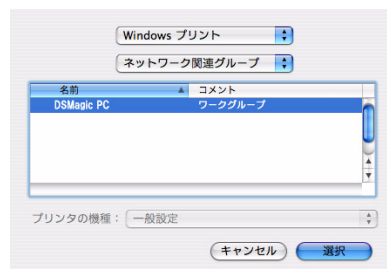 Windows プリント
ネットワーク関連グループ
名前 コメント
DSMagic PC ワークグループ
プリンタの機種： 一般設定
キャンセル 選択